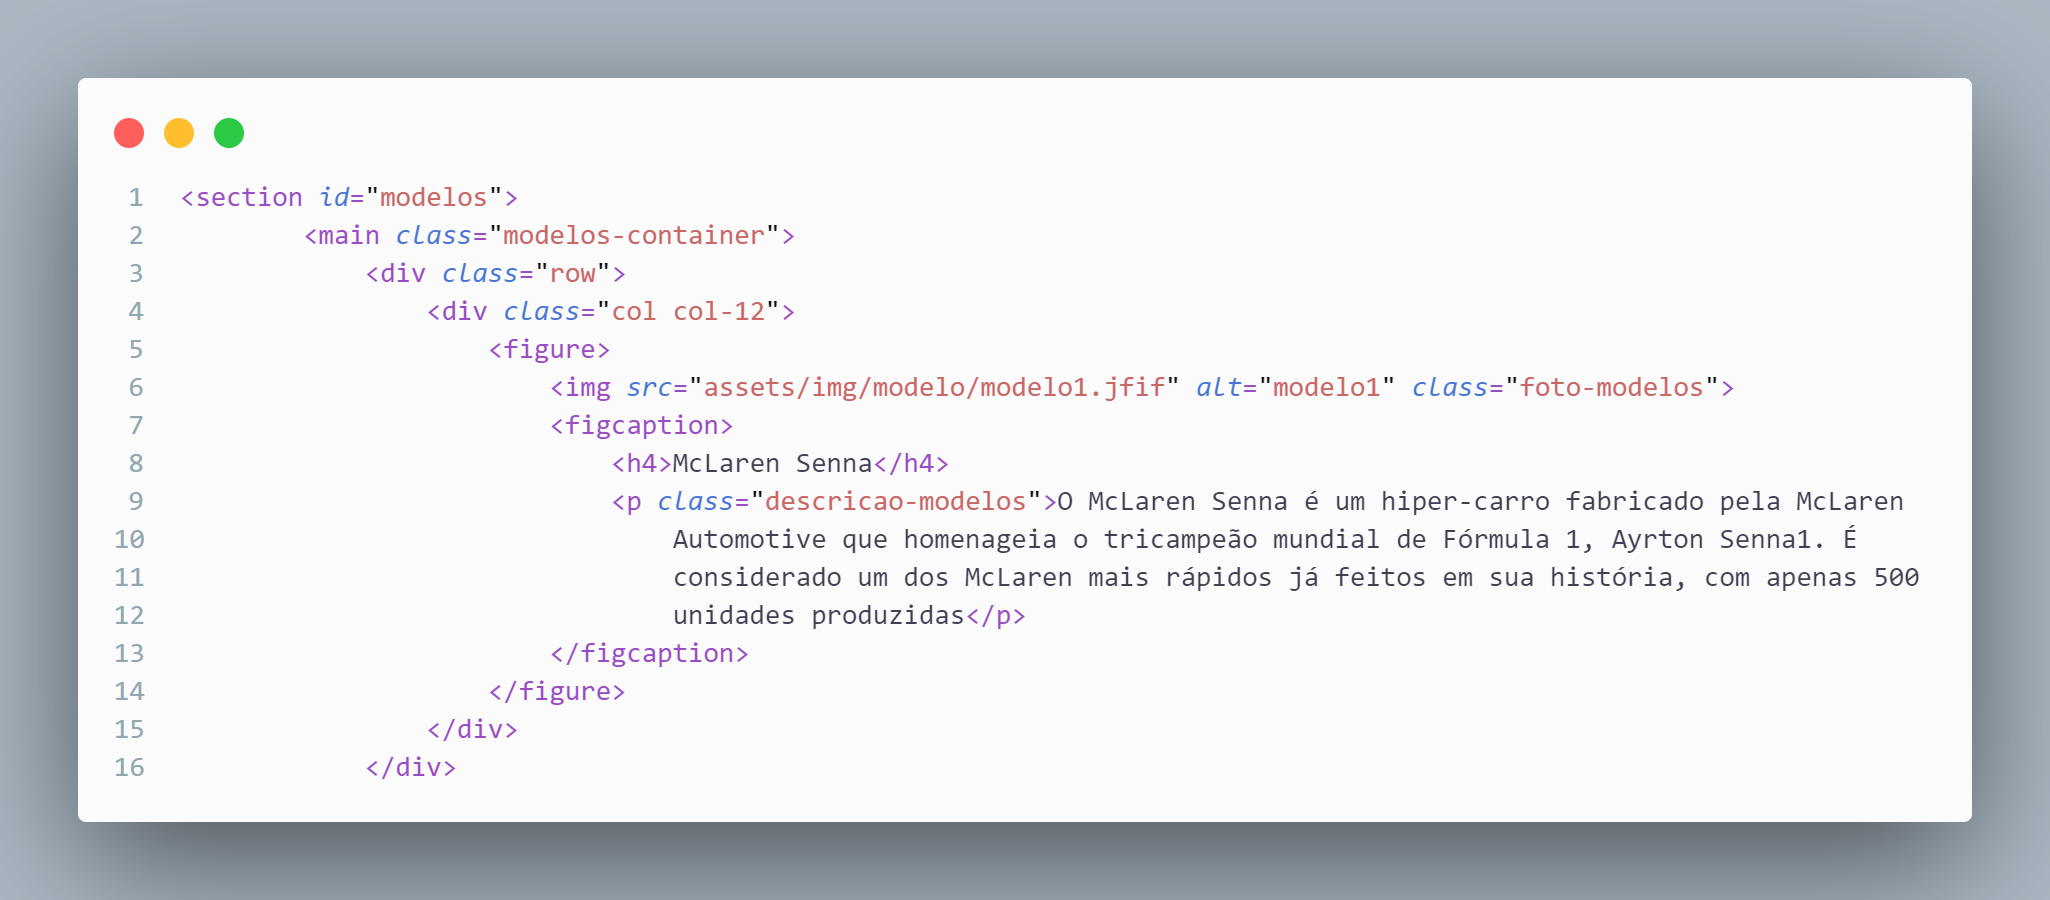 1 <section id="modelos">
2 <main class="modelos-container">
3 <div class="row">
4 <div class="col col-12">
5 <figure>
6 <img src="assets/img/modelo/modelo1.jfif" alt="modelo1" class="foto-modelos">
7 <figcaption>
8 <h4>McLaren Senna</h4>
9 <p class="descricao-modelos">O McLaren Senna é um hiper-carro fabricado pela McLaren
10 Automotive que homenageia o tricampeão mundial de Fórmula 1, Ayrton Senna1. É
11 considerado um dos McLaren mais rápidos já feitos em sua história, com apenas 500
12 unidades produzidas</p>
13 </figcaption>
14 </figure>
15 </div>
16 </div>